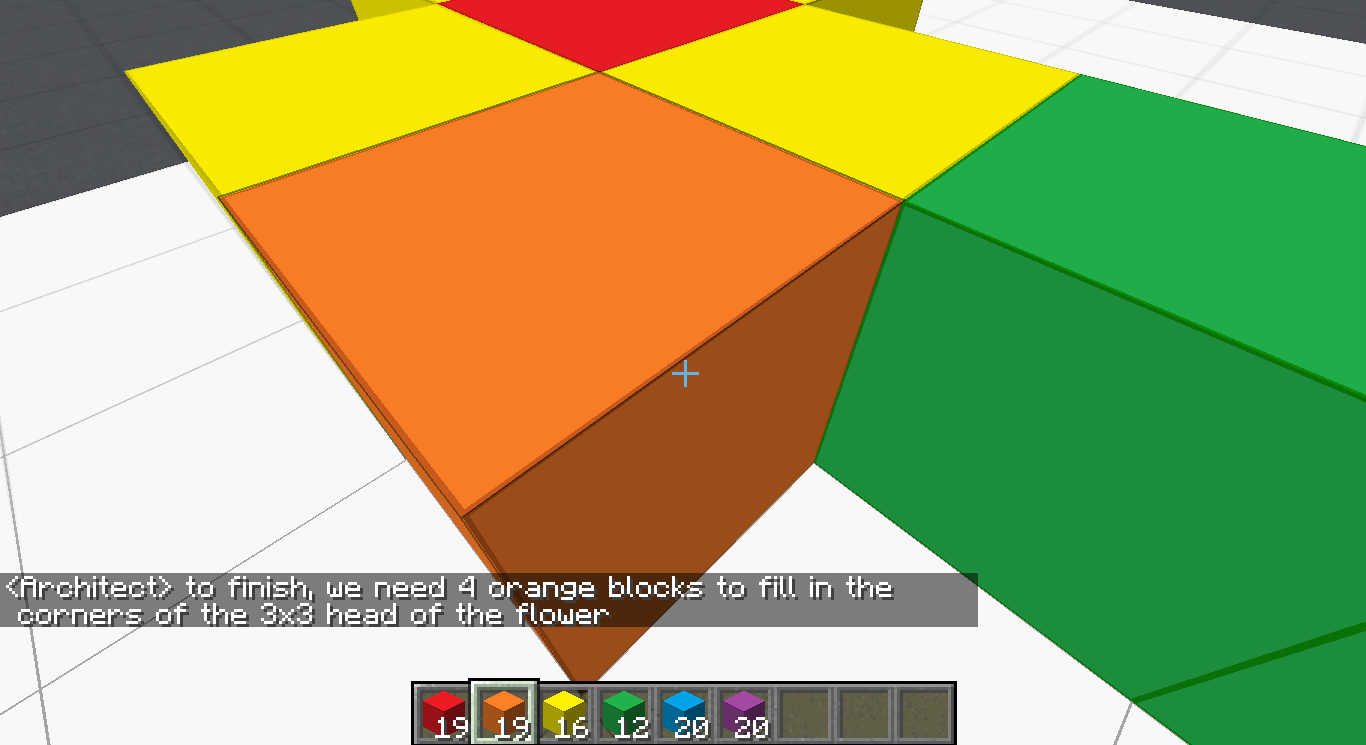 <Architect> to finish, we need 4 orange blocks to fill in the
corners of the 3x3 head of the flower
19 19 16 12 20 20